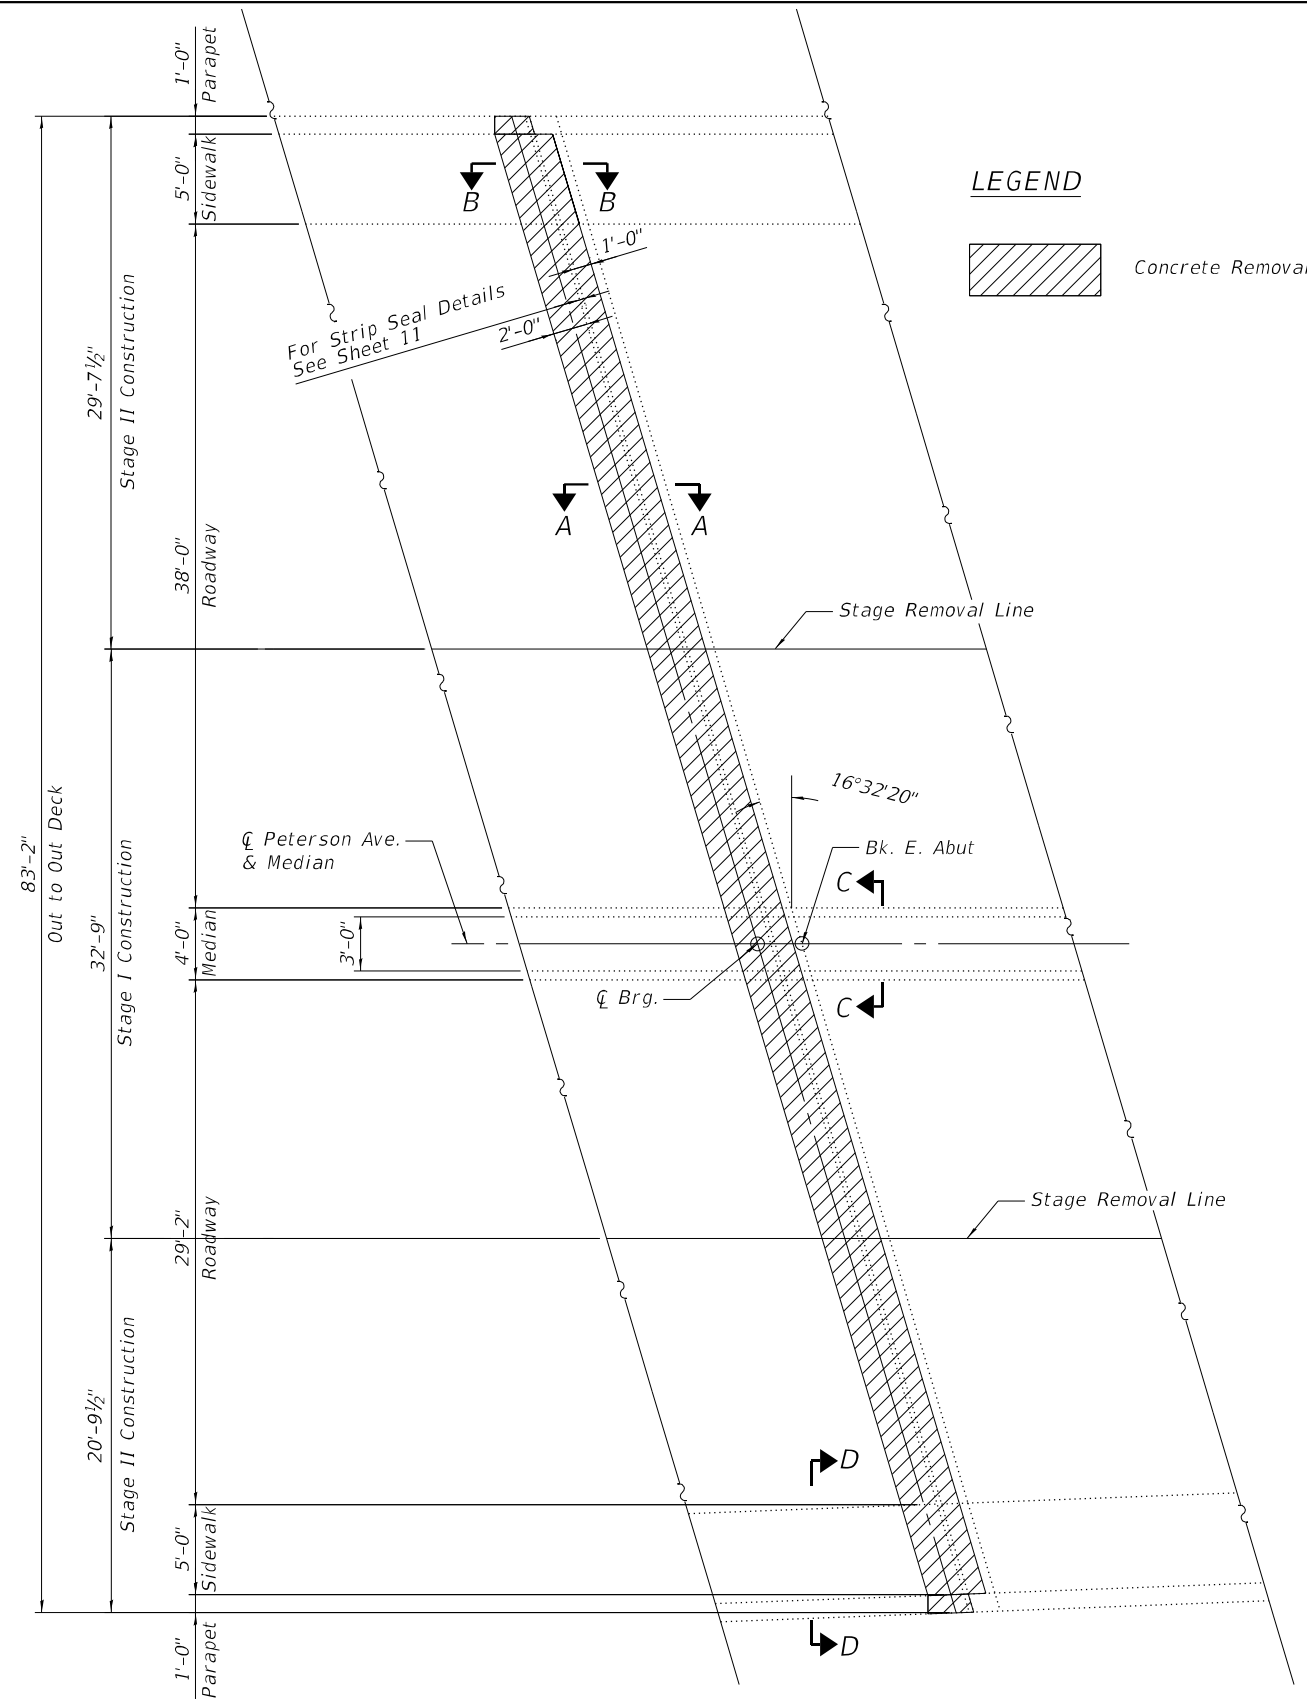 1'-0"
Parapet
5'-0"
Sidewalk
B
B
LEGEND
Concrete Removal
1'-0"
2'-0"
For Strip Seal Details
See Sheet 11
29'-7½"
Stage II Construction
38'-0"
Roadway
A
A
Stage Removal Line
83'-2"
Out to Out Deck
32'-9"
Stage I Construction
16°32'20"
℄ Peterson Ave.
& Median
Bk. E. Abut
C
4'-0"
Median
3'-0"
℄ Brg.
C
Stage Removal Line
29'-2"
Roadway
20'-9½"
Stage II Construction
D
5'-0"
Sidewalk
D
1'-0"
Parapet